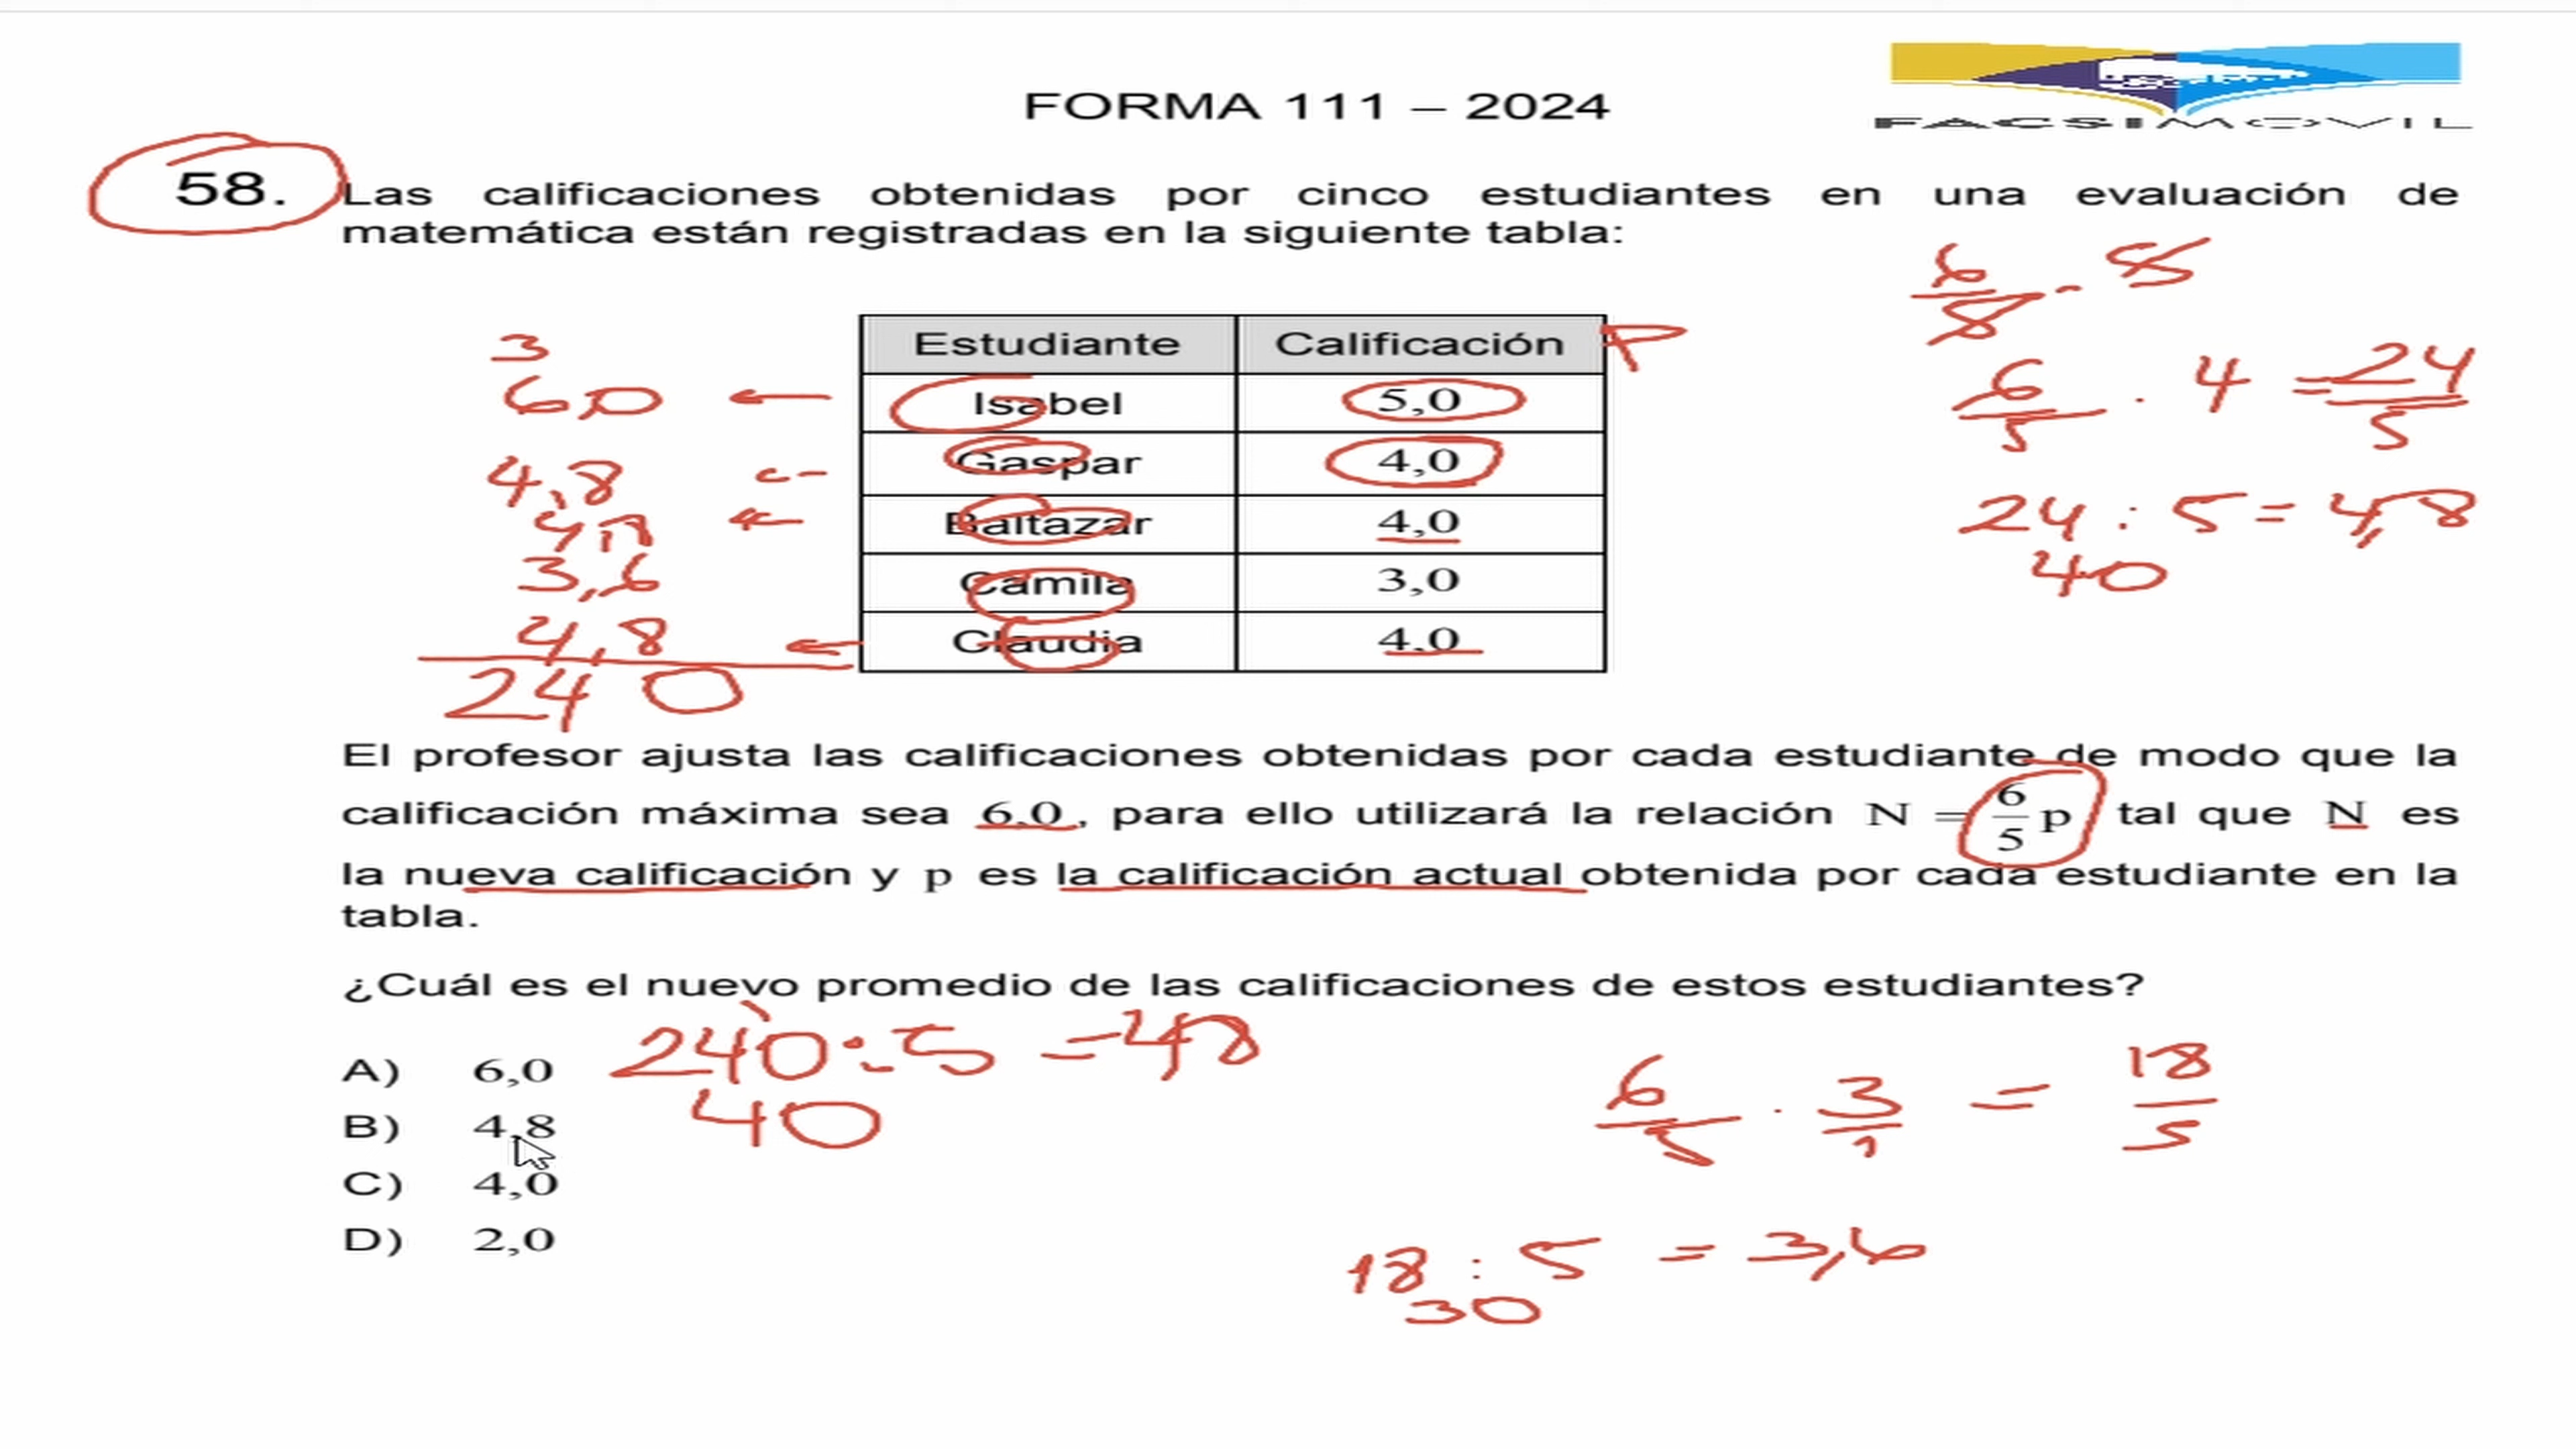 FORMA 111 – 2024
FACSIMOVIL
58. Las calificaciones obtenidas por cinco estudiantes en una evaluación de
matemática están registradas en la siguiente tabla:
Estudiante Calificación
Isabel 5,0
Gaspar 4,0
Baltazar 4,0
Camila 3,0
Claudia 4,0
3
6,0
4,8
3,6
4,8
24 0
6/5 · 4 = 24/5
24 : 5 = 4,8
40
El profesor ajusta las calificaciones obtenidas por cada estudiante de modo que la
calificación máxima sea 6,0, para ello utilizará la relación N = 6/5 p tal que N es
la nueva calificación y p es la calificación actual obtenida por cada estudiante en la
tabla.
¿Cuál es el nuevo promedio de las calificaciones de estos estudiantes?
A) 6,0
B) 4,8
C) 4,0
D) 2,0
240 : 5 = 48
40
6/5 · 3/1 = 18/5
18 : 5 = 3,6
30